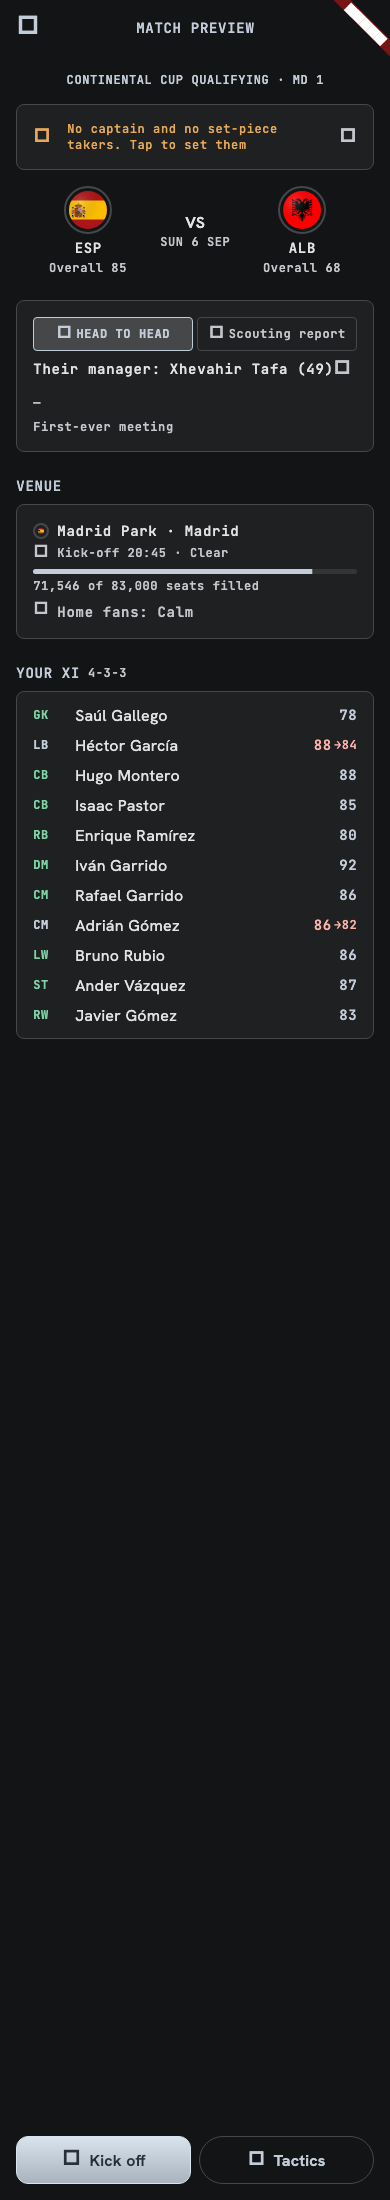 MATCH PREVIEW
CONTINENTAL CUP QUALIFYING · MD 1
No captain and no set-piece
takers. Tap to set them
ESP
Overall 85
VS
SUN 6 SEP
ALB
Overall 68
HEAD TO HEAD
Scouting report
Their manager: Xhevahir Tafa (49)
–
First-ever meeting
VENUE
Madrid Park · Madrid
Kick-off 20:45 · Clear
71,546 of 83,000 seats filled
Home fans: Calm
YOUR XI 4-3-3
GK Saúl Gallego 78
LB Héctor García 88→84
CB Hugo Montero 88
CB Isaac Pastor 85
RB Enrique Ramírez 80
DM Iván Garrido 92
CM Rafael Garrido 86
CM Adrián Gómez 86→82
LW Bruno Rubio 86
ST Ander Vázquez 87
RW Javier Gómez 83
Kick off
Tactics